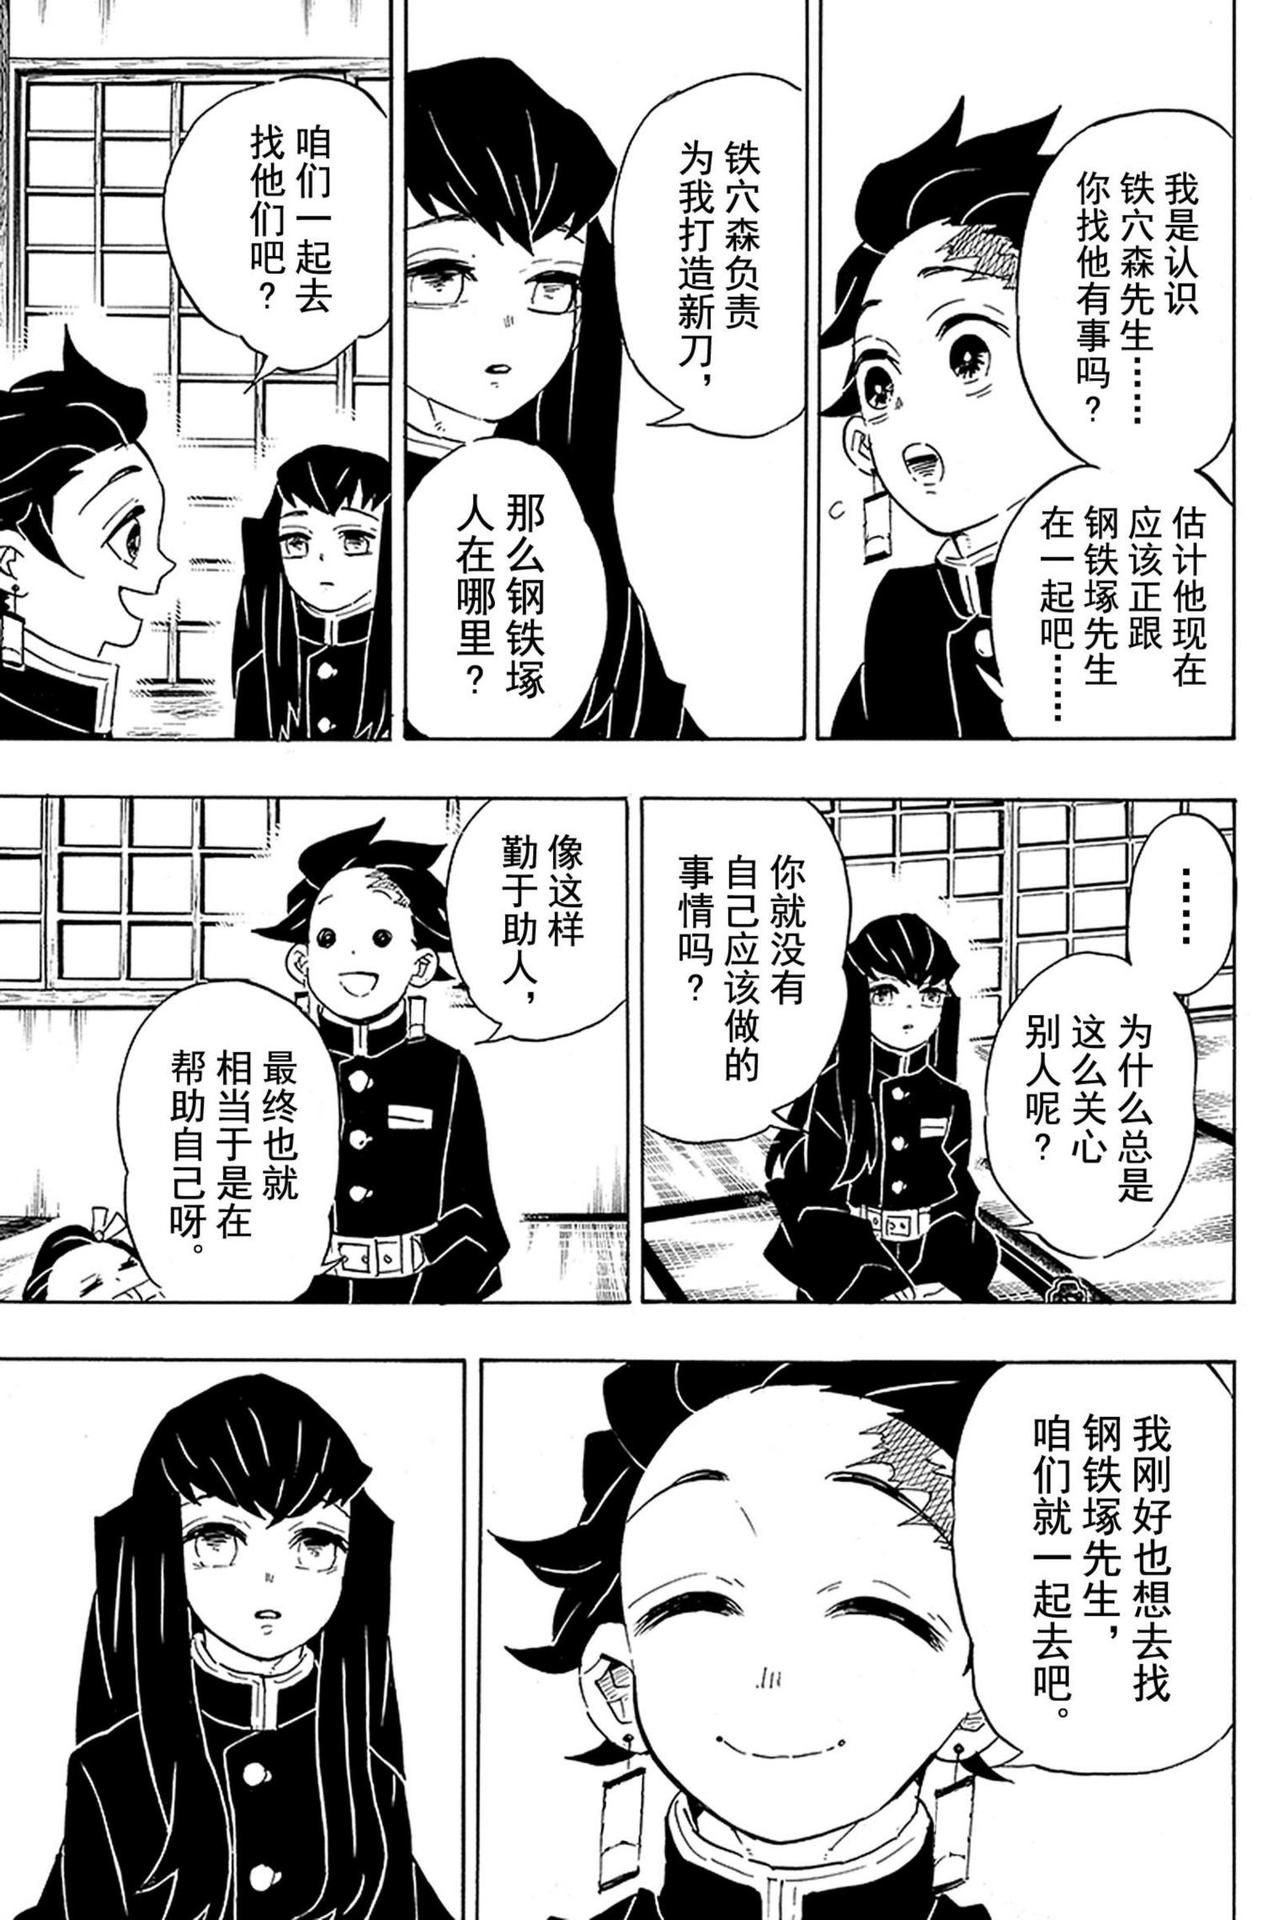 我是认识
铁穴森先生……
你找他有事吗？
估计他现在
应该正跟
钢铁塚先生
在一起吧……
铁穴森负责
为我打造新刀，
那么钢铁塚
人在哪里？
咱们一起去
找他们吧？
……
为什么总是
这么关心
别人呢？
你就没有
自己应该做的
事情吗？
像这样
勤于助人，
最终也就
相当于是在
帮助自己呀。
我刚好也想去找
钢铁塚先生，
咱们就一起去吧。